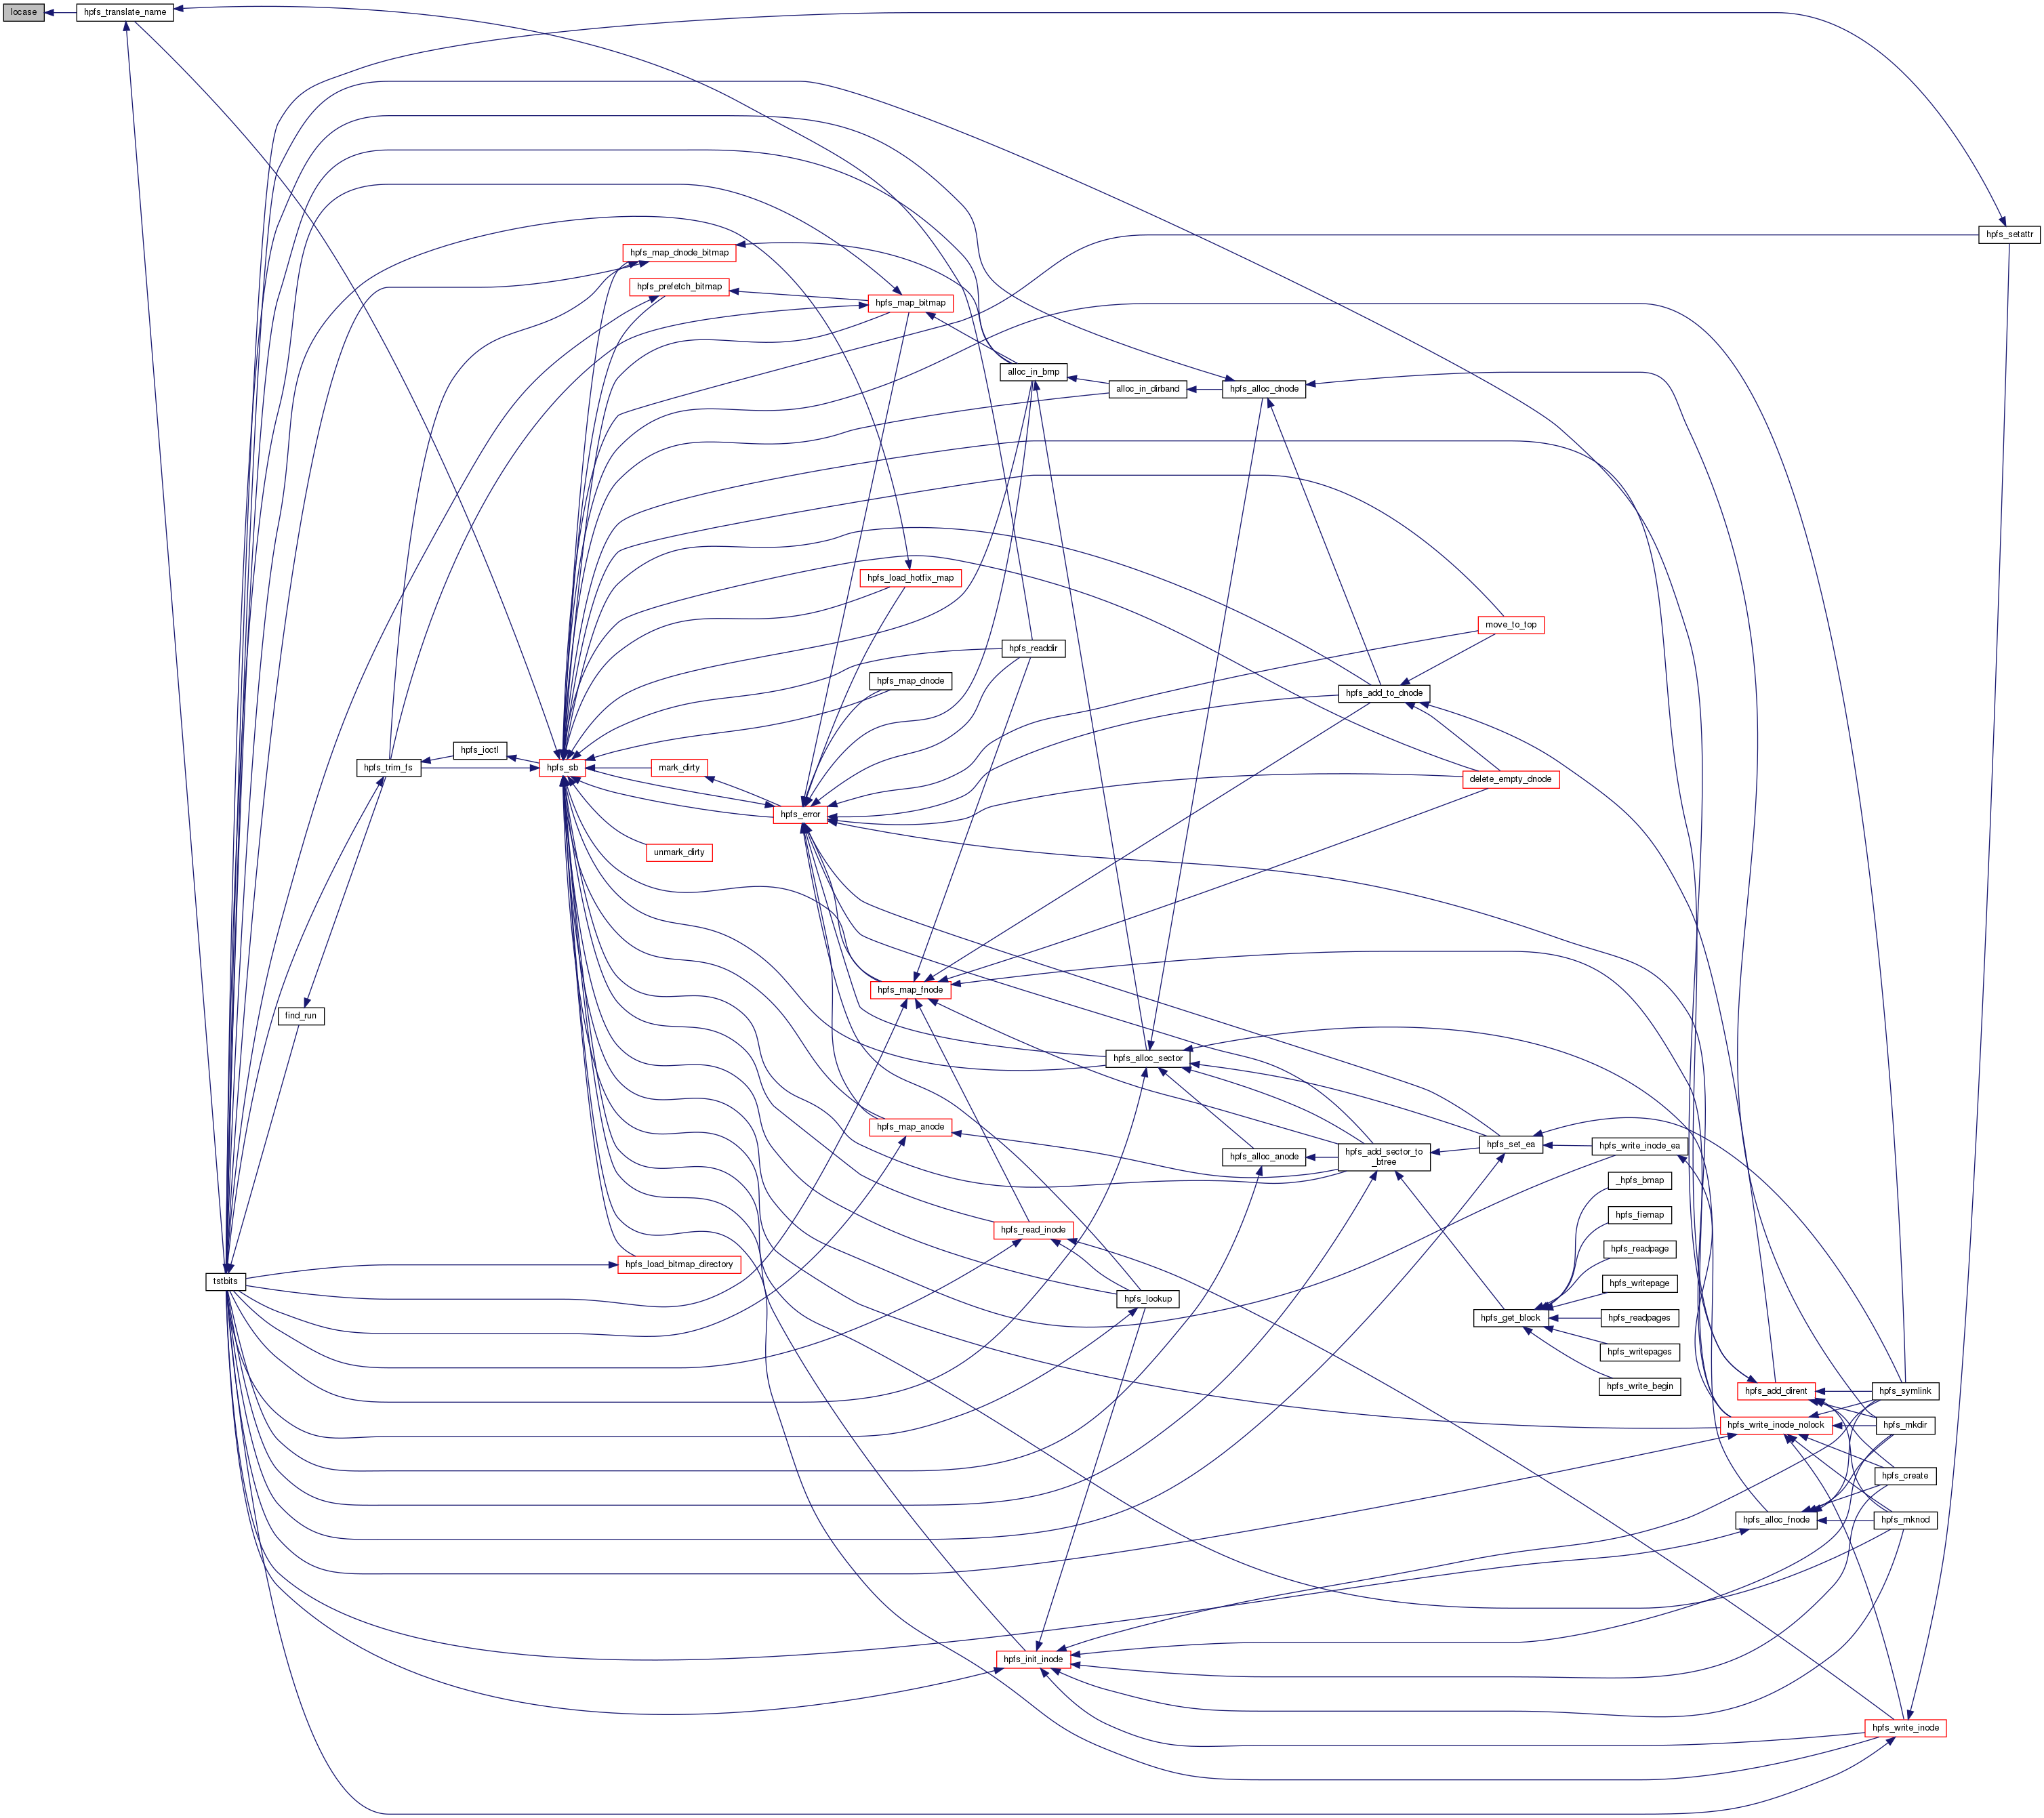 locase
hpfs_translate_name
hpfs_setattr
hpfs_map_dnode_bitmap
hpfs_prefetch_bitmap
hpfs_map_bitmap
alloc_in_bmp
alloc_in_dirband
hpfs_alloc_dnode
hpfs_load_hotfix_map
move_to_top
hpfs_readdir
hpfs_map_dnode
hpfs_add_to_dnode
hpfs_ioctl
hpfs_trim_fs
hpfs_sb
mark_dirty
delete_empty_dnode
hpfs_error
unmark_dirty
hpfs_map_fnode
find_run
hpfs_alloc_sector
hpfs_map_anode
hpfs_set_ea
hpfs_write_inode_ea
hpfs_alloc_anode
hpfs_add_sector_to
_btree
_hpfs_bmap
hpfs_fiemap
hpfs_read_inode
hpfs_readpage
hpfs_load_bitmap_directory
tstbits
hpfs_writepage
hpfs_lookup
hpfs_get_block
hpfs_readpages
hpfs_writepages
hpfs_write_begin
hpfs_add_dirent
hpfs_symlink
hpfs_write_inode_nolock
hpfs_mkdir
hpfs_create
hpfs_alloc_fnode
hpfs_mknod
hpfs_init_inode
hpfs_write_inode